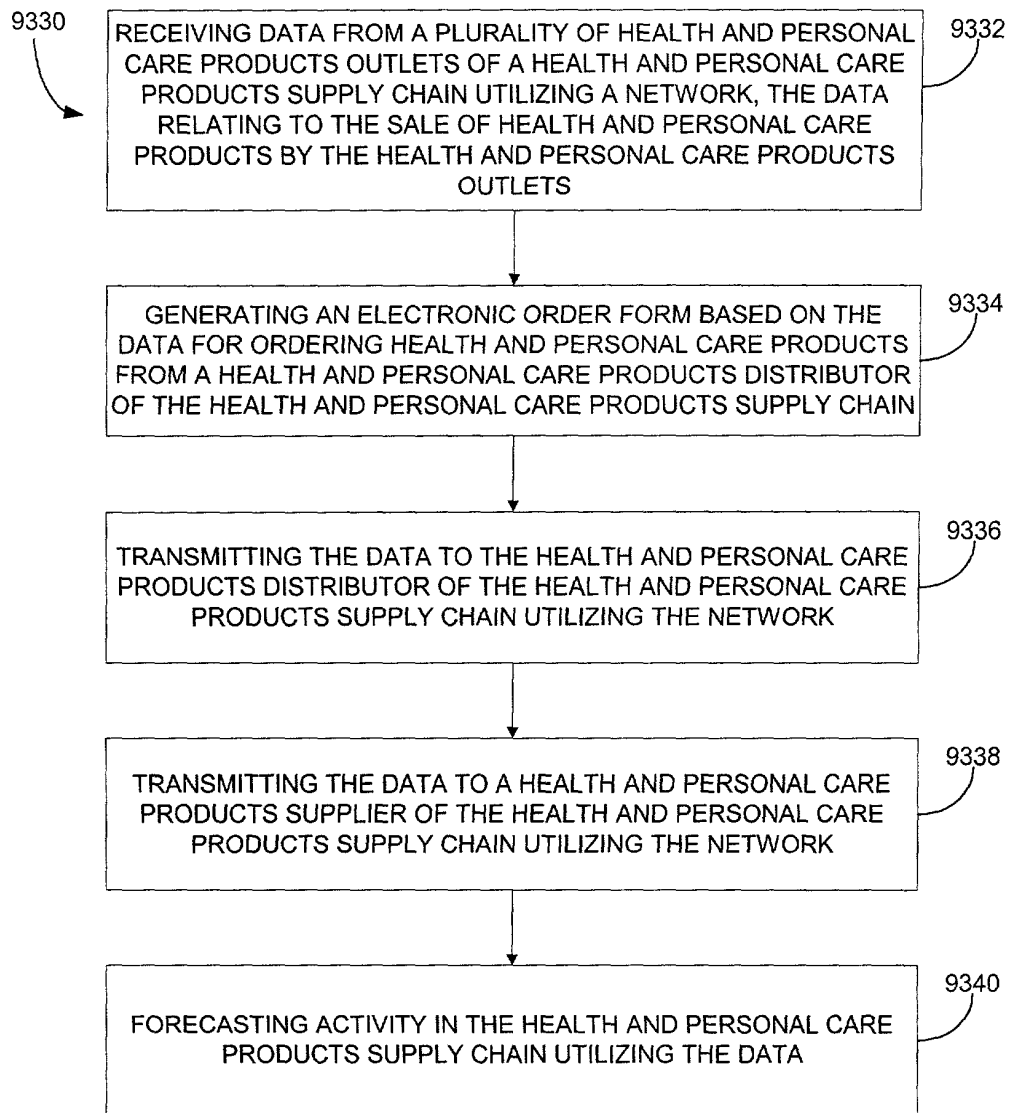 9330
9332
RECEIVING DATA FROM A PLURALITY OF HEALTH AND PERSONAL
CARE PRODUCTS OUTLETS OF A HEALTH AND PERSONAL CARE
PRODUCTS SUPPLY CHAIN UTILIZING A NETWORK, THE DATA
RELATING TO THE SALE OF HEALTH AND PERSONAL CARE
PRODUCTS BY THE HEALTH AND PERSONAL CARE PRODUCTS
OUTLETS
9334
GENERATING AN ELECTRONIC ORDER FORM BASED ON THE
DATA FOR ORDERING HEALTH AND PERSONAL CARE PRODUCTS
FROM A HEALTH AND PERSONAL CARE PRODUCTS DISTRIBUTOR
OF THE HEALTH AND PERSONAL CARE PRODUCTS SUPPLY CHAIN
9336
TRANSMITTING THE DATA TO THE HEALTH AND PERSONAL CARE
PRODUCTS DISTRIBUTOR OF THE HEALTH AND PERSONAL CARE
PRODUCTS SUPPLY CHAIN UTILIZING THE NETWORK
9338
TRANSMITTING THE DATA TO A HEALTH AND PERSONAL CARE
PRODUCTS SUPPLIER OF THE HEALTH AND PERSONAL CARE
PRODUCTS SUPPLY CHAIN UTILIZING THE NETWORK
9340
FORECASTING ACTIVITY IN THE HEALTH AND PERSONAL CARE
PRODUCTS SUPPLY CHAIN UTILIZING THE DATA